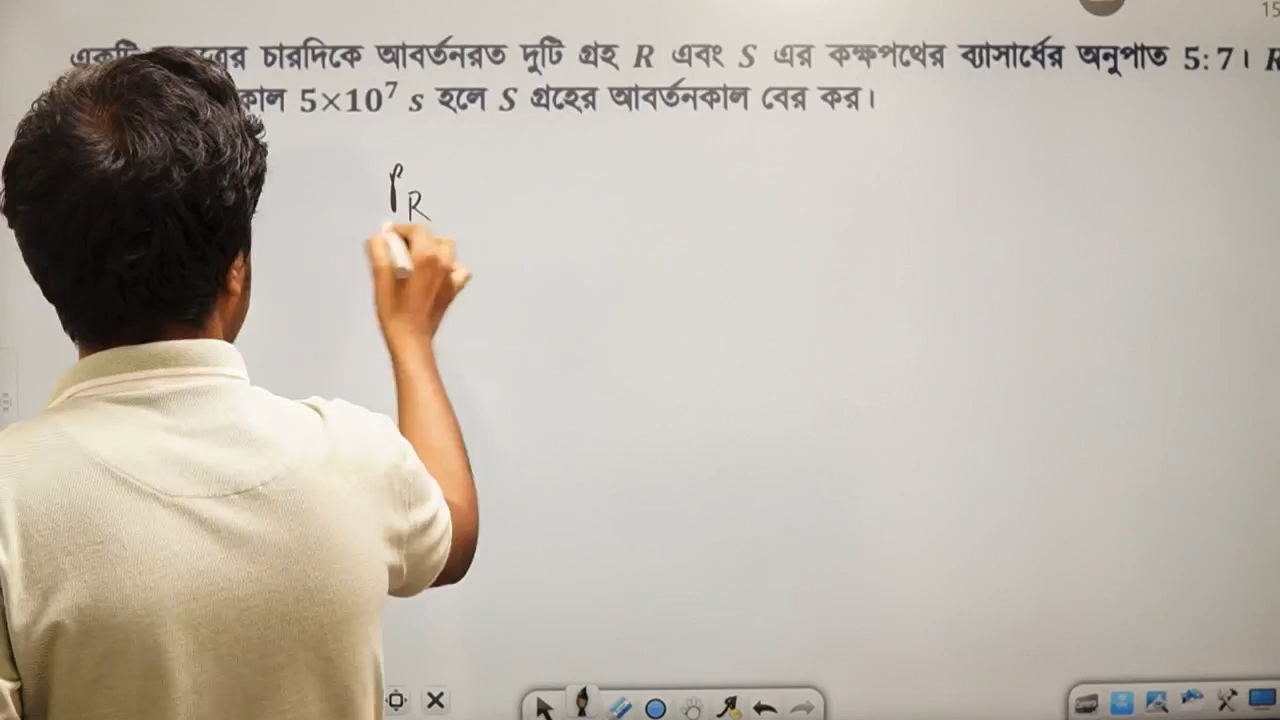 চারদিকে আবর্তনরত দুটি গ্রহ R এবং S এর কক্ষপথের ব্যাসার্ধের অনুপাত 5:7। R
5×10⁷ s হলে S গ্রহের আবর্তনকাল বের কর।
r_R
15